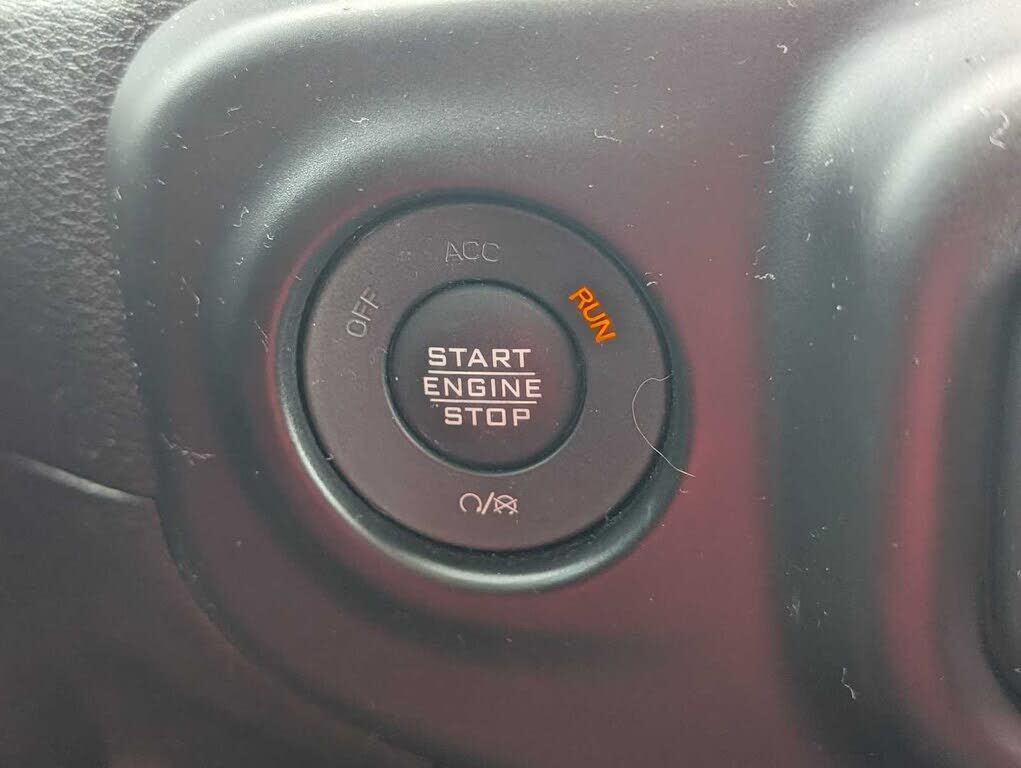 ACC
OFF
RUN
START
ENGINE
STOP